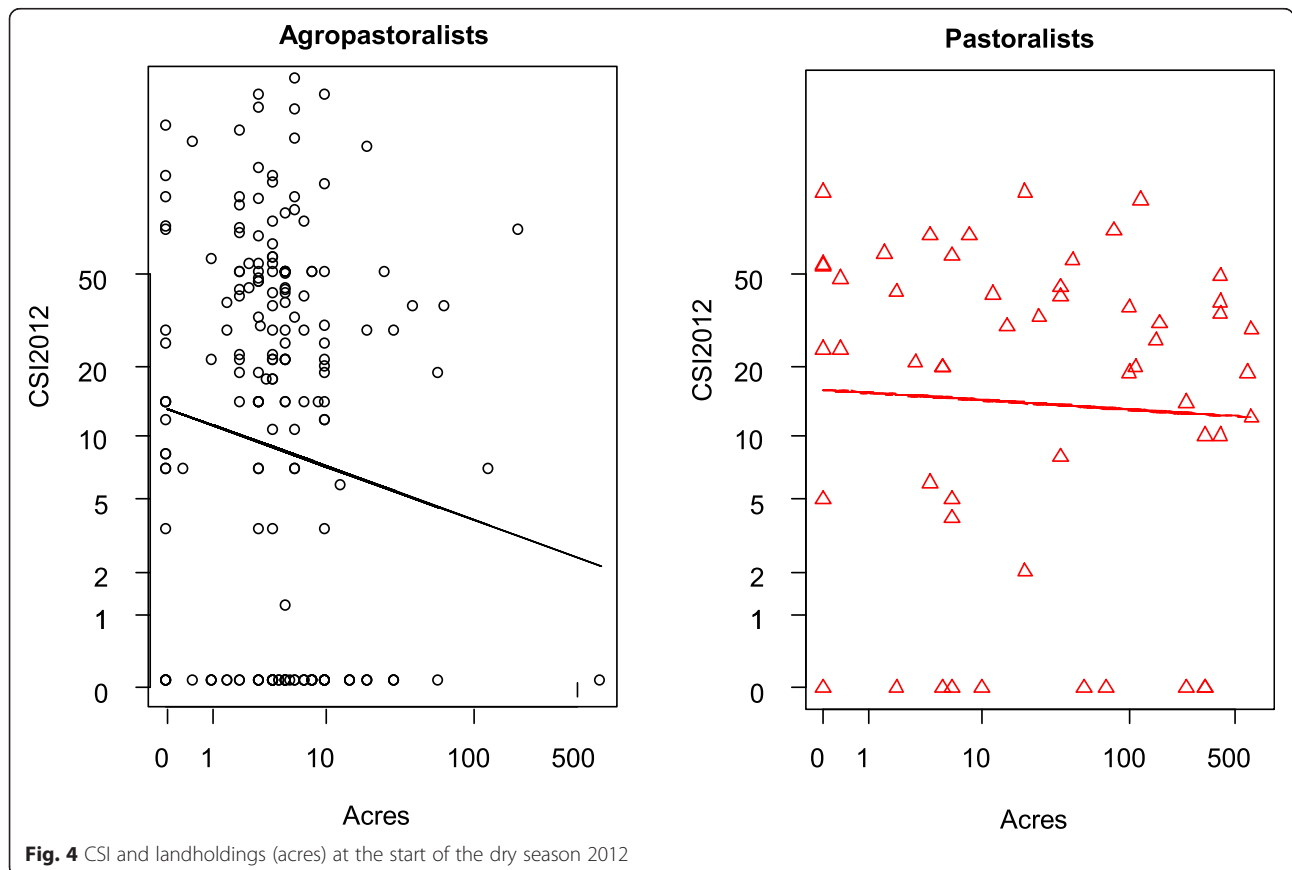 Agropastoralists
CSI2012
50
20
10
5
2
1
0
0 1 10 100 500
Acres
Pastoralists
CSI2012
50
20
10
5
2
1
0
0 1 10 100 500
Acres
Fig. 4 CSI and landholdings (acres) at the start of the dry season 2012